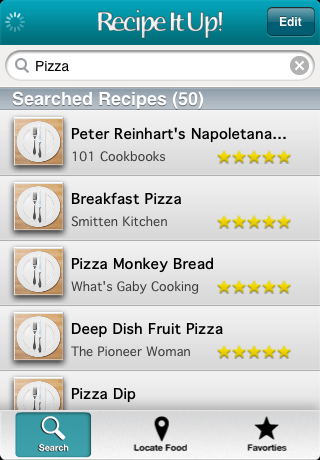 Recipe It Up!
Edit
Pizza
Searched Recipes (50)
Peter Reinhart's Napoletana...
101 Cookbooks
Breakfast Pizza
Smitten Kitchen
Pizza Monkey Bread
What's Gaby Cooking
Deep Dish Fruit Pizza
The Pioneer Woman
Pizza Dip
Search
Locate Food
Favorties